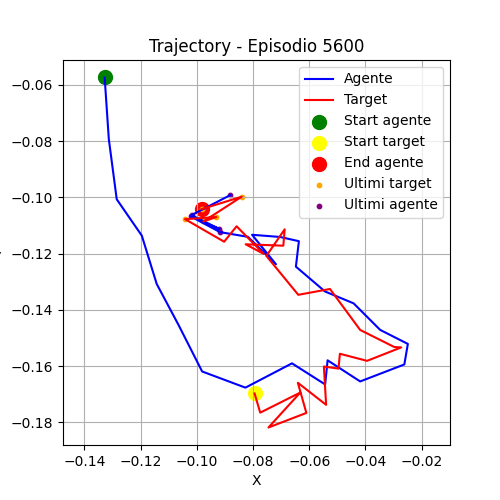 Trajectory - Episodio 5600
Agente
Target
Start agente
Start target
End agente
Ultimi target
Ultimi agente
−0.06
−0.08
−0.10
−0.12
−0.14
−0.16
−0.18
−0.14
−0.12
−0.10
−0.08
−0.06
−0.04
−0.02
X